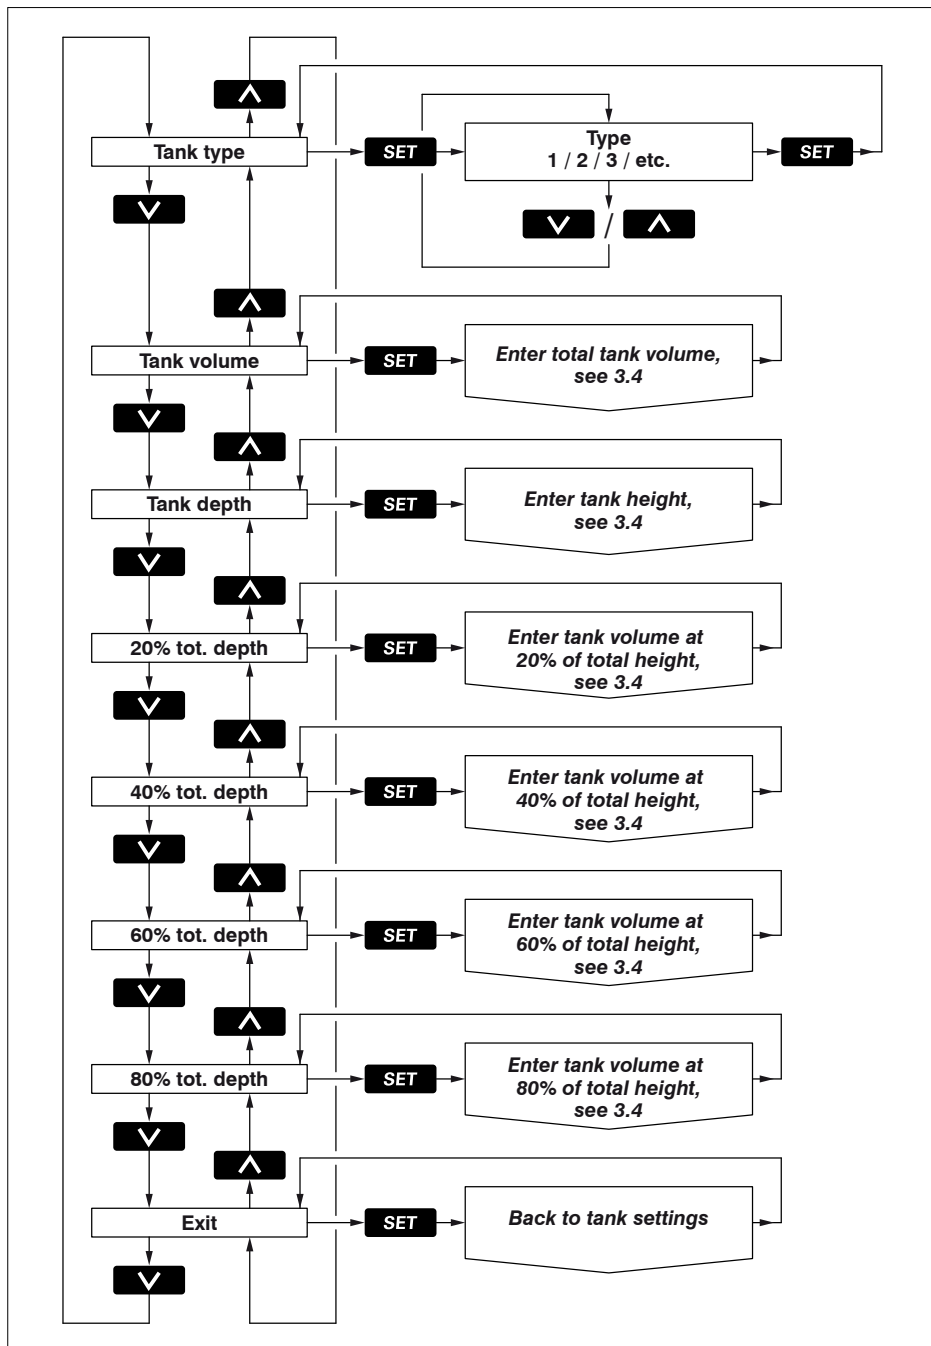 Tank type
SET
Type
1 / 2 / 3 / etc.
SET
/
Tank volume
SET
Enter total tank volume,
see 3.4
Tank depth
SET
Enter tank height,
see 3.4
20% tot. depth
SET
Enter tank volume at
20% of total height,
see 3.4
40% tot. depth
SET
Enter tank volume at
40% of total height,
see 3.4
60% tot. depth
SET
Enter tank volume at
60% of total height,
see 3.4
80% tot. depth
SET
Enter tank volume at
80% of total height,
see 3.4
Exit
SET
Back to tank settings